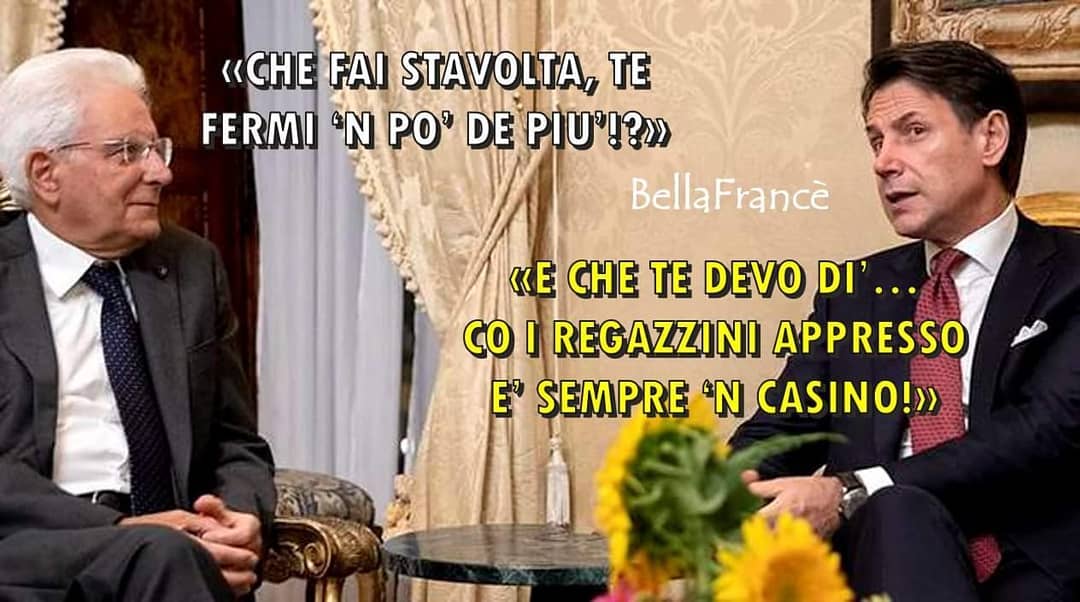 «CHE FAI STAVOLTA, TE
FERMI ‘N PO’ DE PIU’!?»
BellaFrancè
«E CHE TE DEVO DI’...
CO I REGAZZINI APPRESSO
E’ SEMPRE ‘N CASINO!»